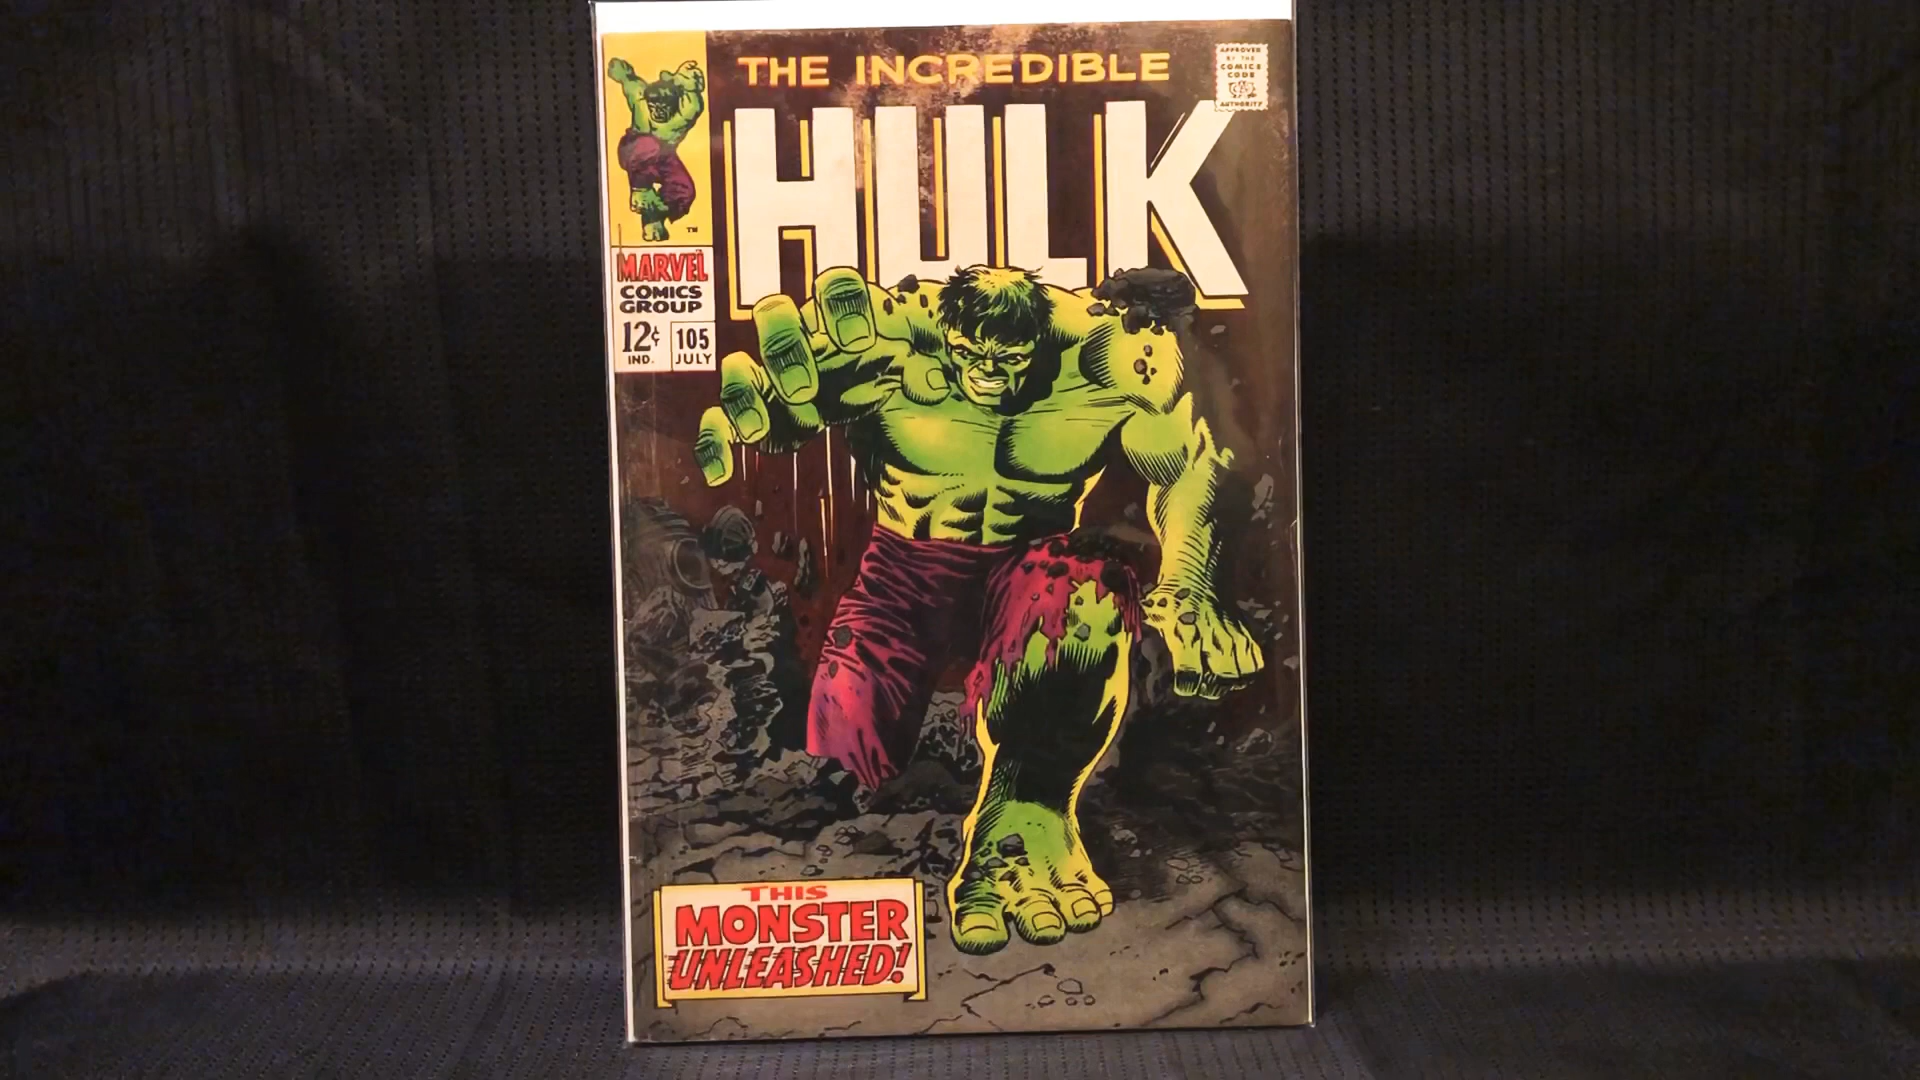 THE INCREDIBLE
HULK
APPROVED
BY THE
COMICS
CODE
AUTHORITY
TM
MARVEL
COMICS
GROUP
12¢
IND.
105
JULY
THIS
MONSTER
UNLEASHED!